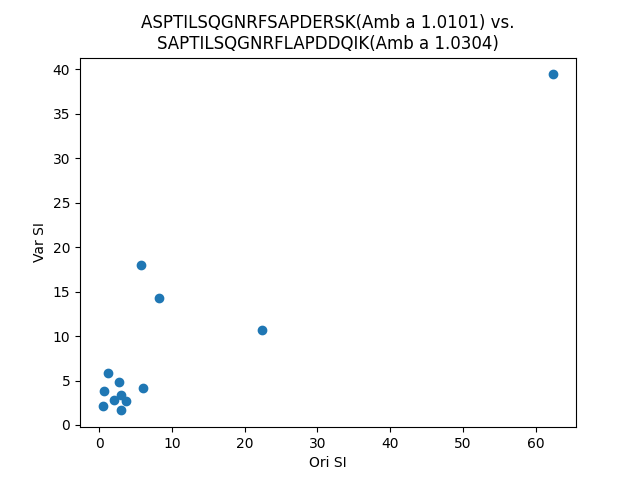 ASPTILSQGNRFSAPDERSK(Amb a 1.0101) vs.
SAPTILSQGNRFLAPDDQIK(Amb a 1.0304)
40
35
30
25
20
15
10
5
0
Var SI
0 10 20 30 40 50 60
Ori SI